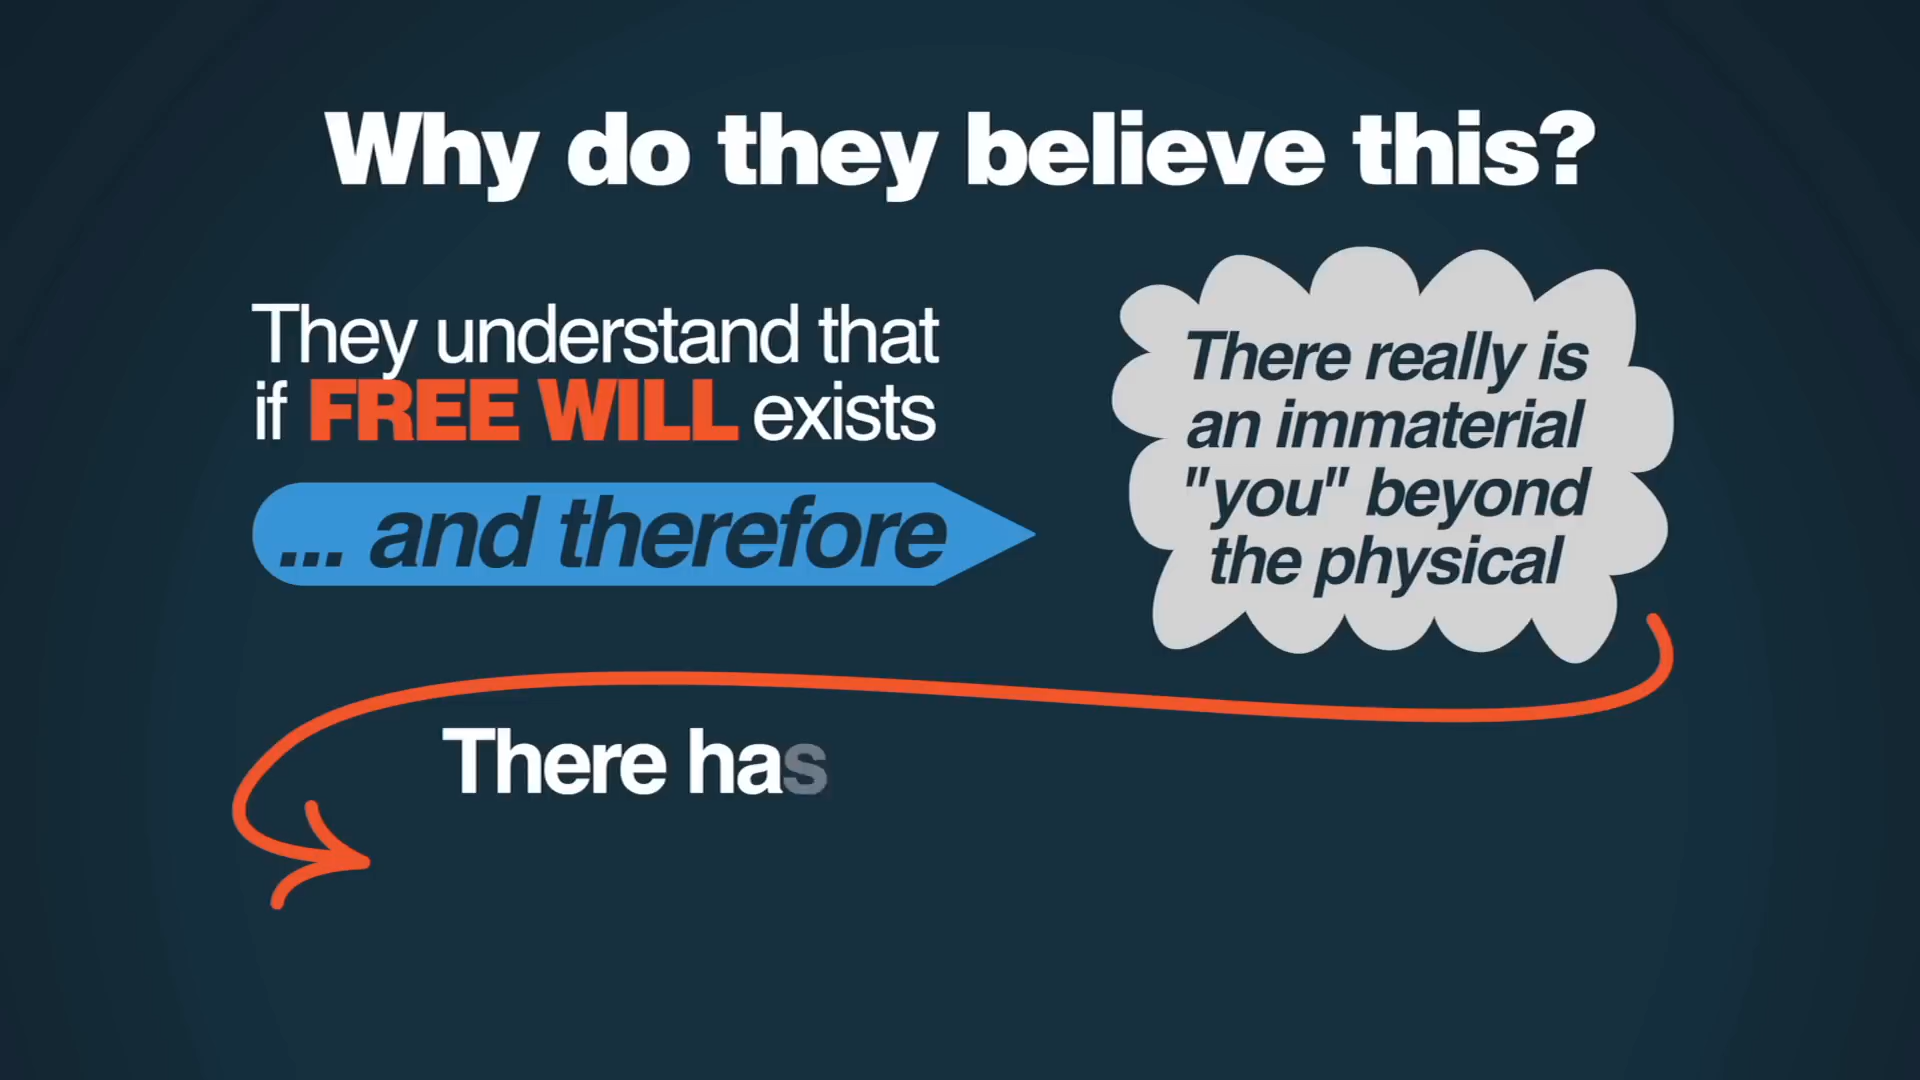 Why do they believe this?
They understand that
if FREE WILL exists
... and therefore
There really is
an immaterial
"you" beyond
the physical
There has